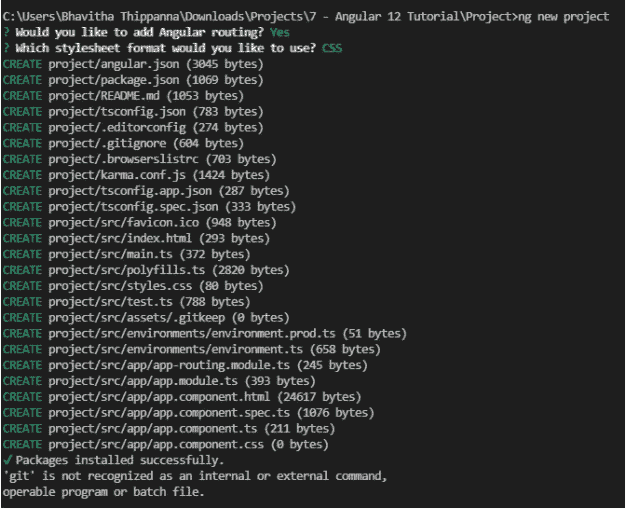 C:\Users\Bhavitha Thippanna\Downloads\Projects\7 - Angular 12 Tutorial\Project>ng new project
? Would you like to add Angular routing? Yes
? Which stylesheet format would you like to use? CSS
CREATE project/angular.json (3045 bytes)
CREATE project/package.json (1069 bytes)
CREATE project/README.md (1053 bytes)
CREATE project/tsconfig.json (783 bytes)
CREATE project/.editorconfig (274 bytes)
CREATE project/.gitignore (604 bytes)
CREATE project/.browserslistrc (703 bytes)
CREATE project/karma.conf.js (1424 bytes)
CREATE project/tsconfig.app.json (287 bytes)
CREATE project/tsconfig.spec.json (333 bytes)
CREATE project/src/favicon.ico (948 bytes)
CREATE project/src/index.html (293 bytes)
CREATE project/src/main.ts (372 bytes)
CREATE project/src/polyfills.ts (2820 bytes)
CREATE project/src/styles.css (80 bytes)
CREATE project/src/test.ts (788 bytes)
CREATE project/src/assets/.gitkeep (0 bytes)
CREATE project/src/environments/environment.prod.ts (51 bytes)
CREATE project/src/environments/environment.ts (658 bytes)
CREATE project/src/app/app-routing.module.ts (245 bytes)
CREATE project/src/app/app.module.ts (393 bytes)
CREATE project/src/app/app.component.html (24617 bytes)
CREATE project/src/app/app.component.spec.ts (1076 bytes)
CREATE project/src/app/app.component.ts (211 bytes)
CREATE project/src/app/app.component.css (0 bytes)
√ Packages installed successfully.
'git' is not recognized as an internal or external command,
operable program or batch file.